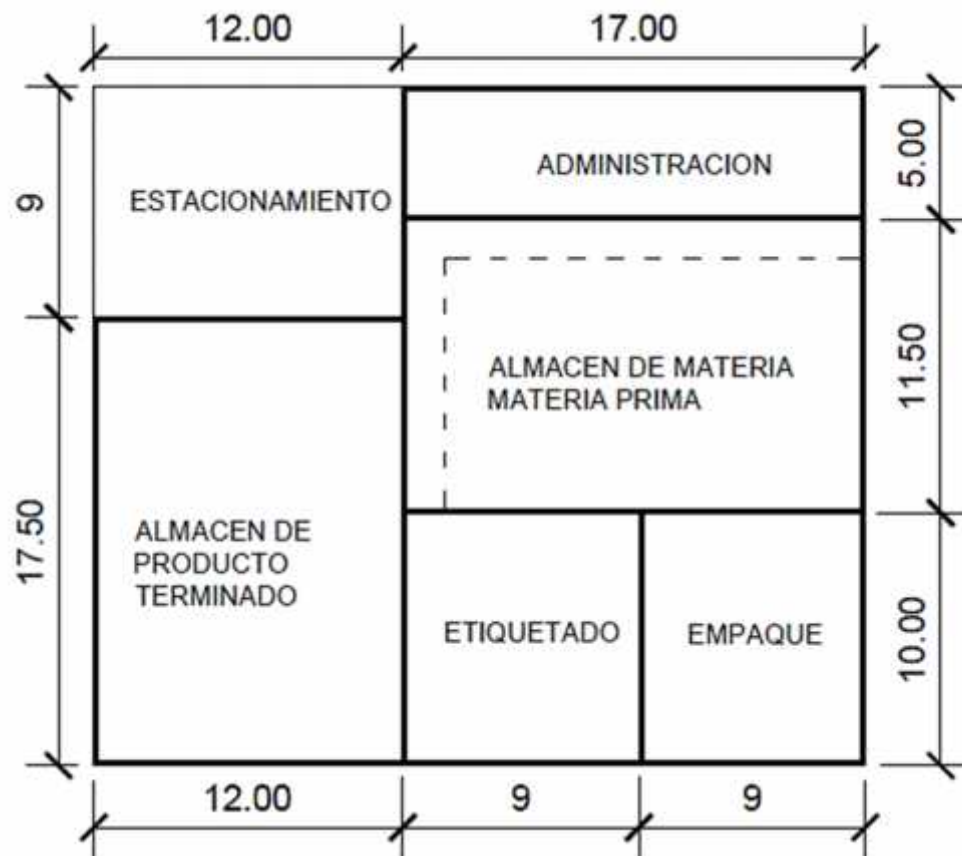 12.00
17.00
ADMINISTRACION
5.00
9
ESTACIONAMIENTO
ALMACEN DE MATERIA
MATERIA PRIMA
11.50
17.50
ALMACEN DE
PRODUCTO
TERMINADO
ETIQUETADO
EMPAQUE
10.00
12.00
9
9